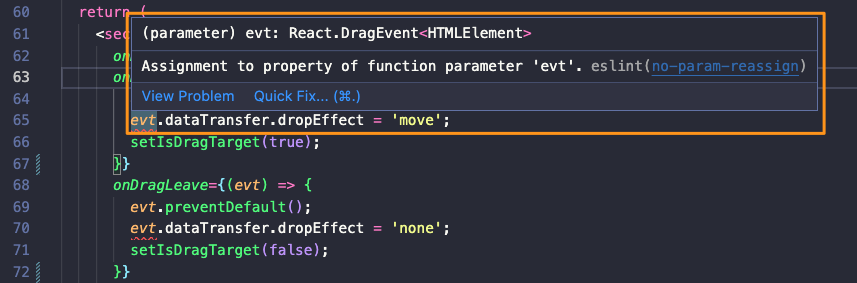 60 return (
(parameter) evt: React.DragEvent<HTMLElement>
61 <sec
Assignment to property of function parameter 'evt'. eslint(no-param-reassign)
62 on
63 on
View Problem Quick Fix... (⌘.)
64
65 evt.dataTransfer.dropEffect = 'move';
66 setIsDragTarget(true);
67 }}
68 onDragLeave={(evt) => {
69 evt.preventDefault();
70 evt.dataTransfer.dropEffect = 'none';
71 setIsDragTarget(false);
72 }}